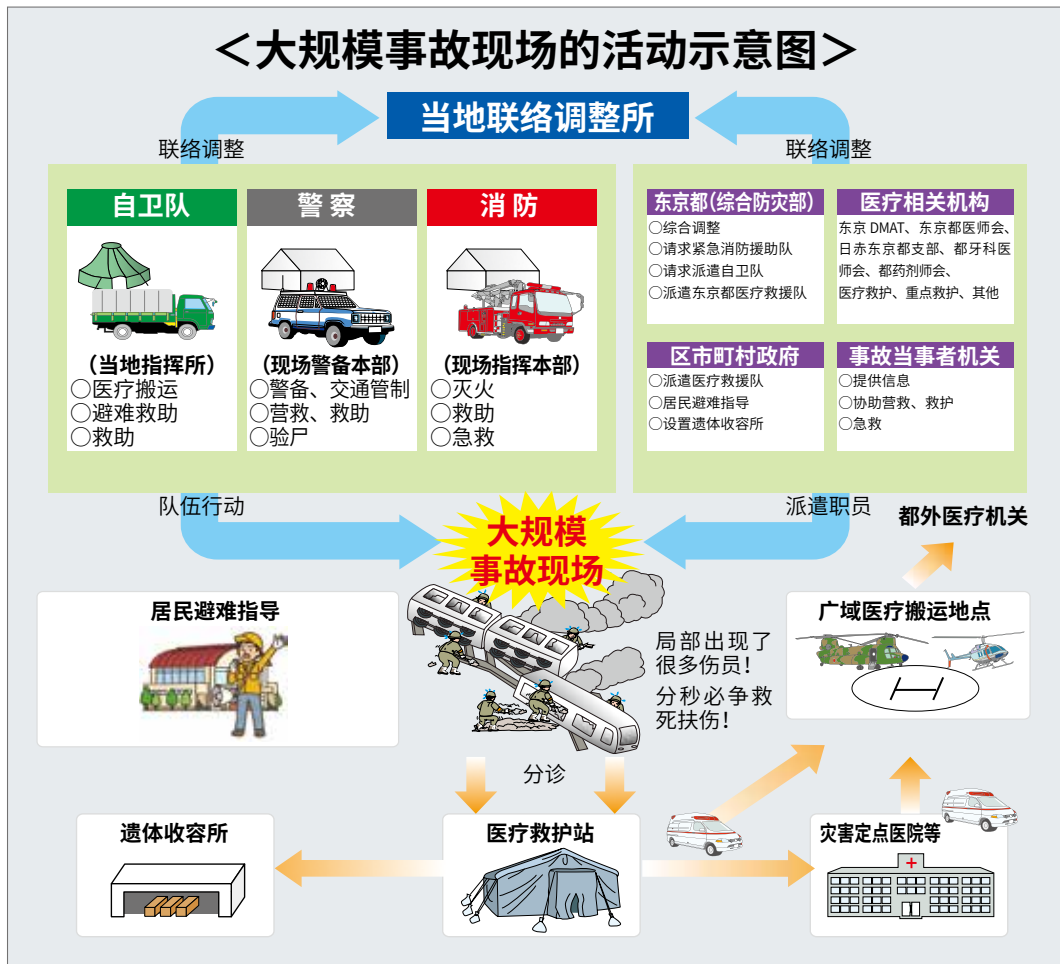 ＜大规模事故现场的活动示意图＞
当地联络调整所
联络调整
联络调整
自卫队
（当地指挥所）
○医疗搬运
○避难救助
○救助
警察
（现场警备本部）
○警备、交通管制
○营救、救助
○验尸
消防
（现场指挥本部）
○灭火
○救助
○急救
东京都（综合防灾部）
○综合调整
○请求紧急消防援助队
○请求派遣自卫队
○派遣东京都医疗救援队
医疗相关机构
东京 DMAT、东京都医师会、
日赤东京都支部、都牙科医
师会、都药剂师会、
医疗救护、重点救护、其他
区市町村政府
○派遣医疗救援队
○居民避难指导
○设置遗体收容所
事故当事者机关
○提供信息
○协助营救、救护
○急救
队伍行动
派遣职员
大规模
事故现场
都外医疗机关
居民避难指导
局部出现了
很多伤员！
分秒必争救
死扶伤！
广域医疗搬运地点
分诊
遗体收容所
医疗救护站
灾害定点医院等